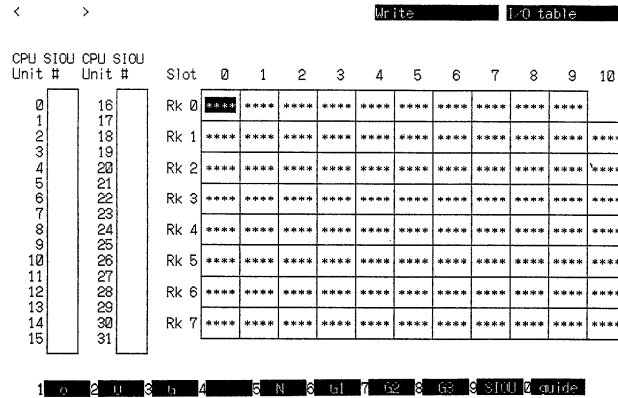 < > Write I/O table
CPU SIOU CPU SIOU
Unit # Unit # Slot 0 1 2 3 4 5 6 7 8 9 10
0 16 Rk 0 **** **** **** **** **** **** **** **** **** ****
1 17
2 18 Rk 1 **** **** **** **** **** **** **** **** **** **** ****
3 19
4 20 Rk 2 **** **** **** **** **** **** **** **** **** **** ****
5 21
6 22 Rk 3 **** **** **** **** **** **** **** **** **** **** ****
7 23
8 24 Rk 4 **** **** **** **** **** **** **** **** **** **** ****
9 25
10 26 Rk 5 **** **** **** **** **** **** **** **** **** **** ****
11 27
12 28 Rk 6 **** **** **** **** **** **** **** **** **** **** ****
13 29
14 30 Rk 7 **** **** **** **** **** **** **** **** **** **** ****
15 31
1 2 3 4 5 N 6 G1 7 G2 8 G3 9 SIOU 0 guide